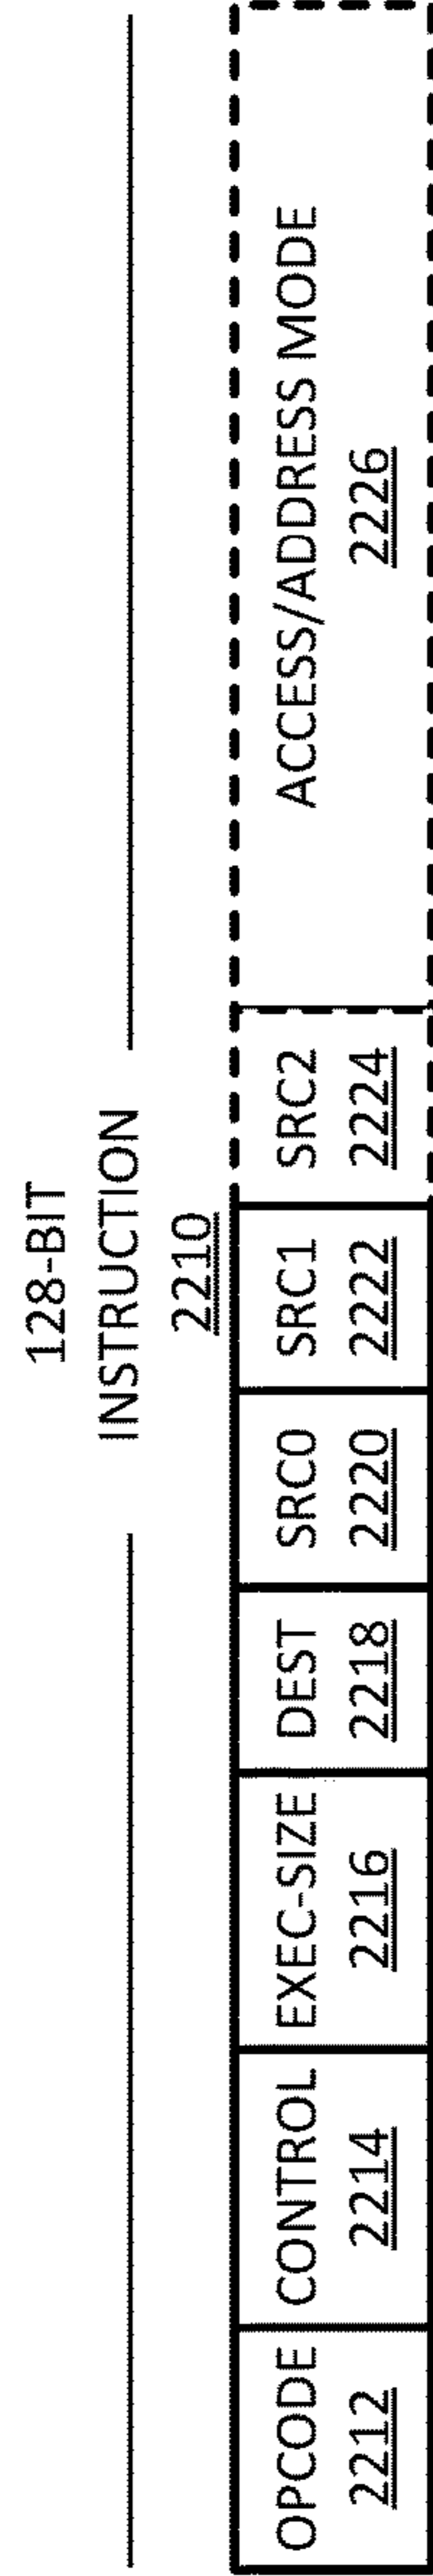 128-BIT
INSTRUCTION
2210
OPCODE
2212
CONTROL
2214
EXEC-SIZE
2216
DEST
2218
SRC0
2220
SRC1
2222
SRC2
2224
ACCESS/ADDRESS MODE
2226